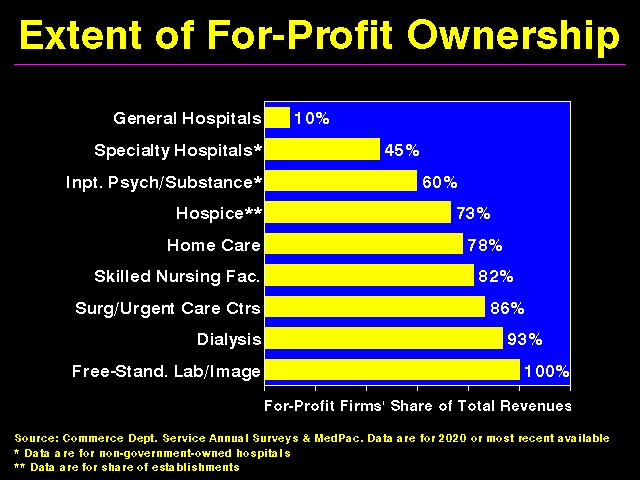 Extent of For-Profit Ownership
General Hospitals 10%
Specialty Hospitals* 45%
Inpt. Psych/Substance* 60%
Hospice** 73%
Home Care 78%
Skilled Nursing Fac. 82%
Surg/Urgent Care Ctrs 86%
Dialysis 93%
Free-Stand. Lab/Image 100%
For-Profit Firms' Share of Total Revenues
Source: Commerce Dept. Service Annual Surveys & MedPac. Data are for 2020 or most recent available
* Data are for non-government-owned hospitals
** Data are for share of establishments